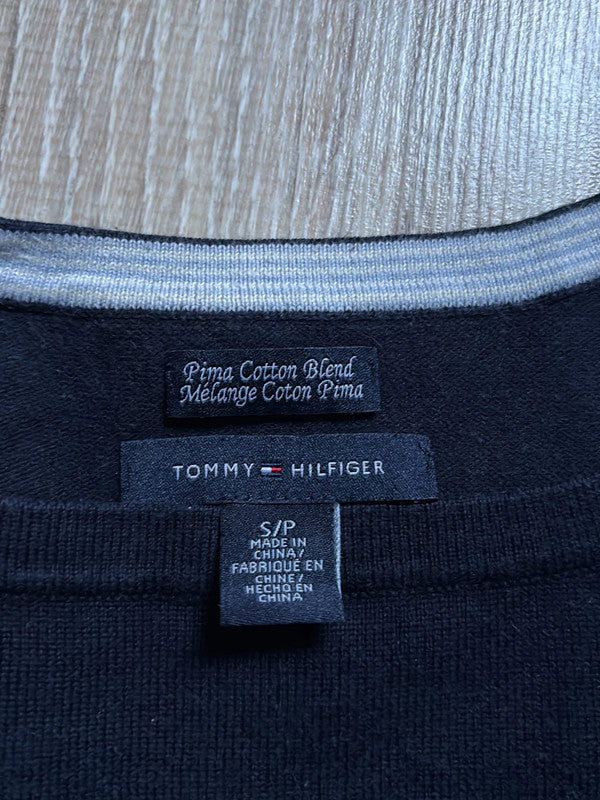 Pima Cotton Blend
Mélange Coton Pima
TOMMY HILFIGER
S/P
MADE IN
CHINA/
FABRIQUÉ EN
CHINE/
HECHO EN
CHINA